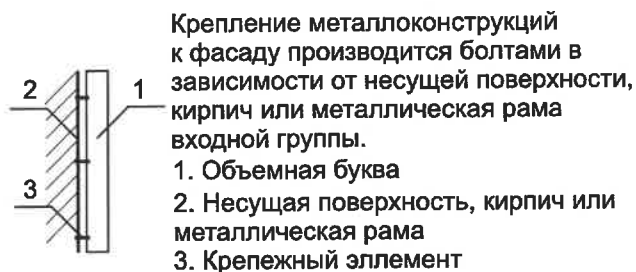 Крепление металлоконструкций
к фасаду производится болтами в
зависимости от несущей поверхности,
кирпич или металлическая рама
входной группы.
1. Объемная буква
2. Несущая поверхность, кирпич или
металлическая рама
3. Крепежный эллемент
2
1
3